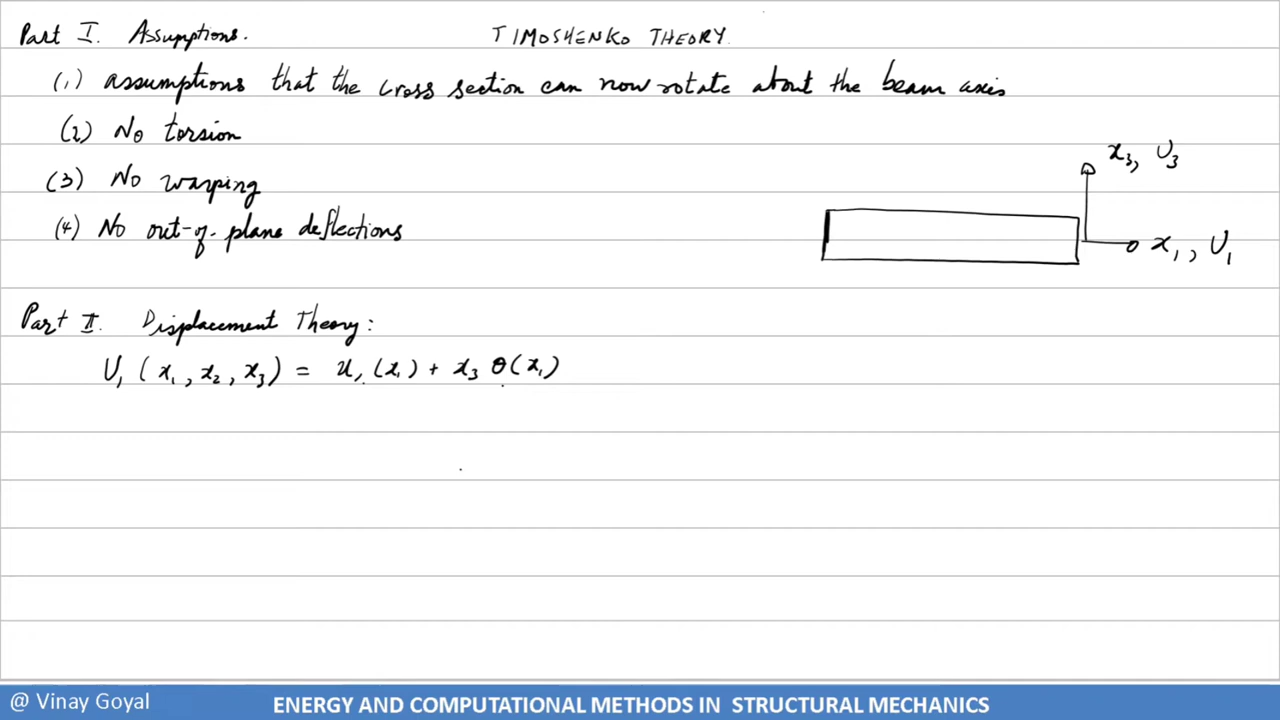 Part I. Assumptions.
TIMOSHENKO THEORY.
(1) assumptions that the cross section can now rotate about the beam axis
(2) No torsion
(3) No warping
(4) No out-of-plane deflections
x₃, U₃
x₁, U₁
Part II. Displacement Theory:
U₁ (x₁, x₂, x₃) = u₁(x₁) + x₃ θ(x₁)
@ Vinay Goyal
ENERGY AND COMPUTATIONAL METHODS IN STRUCTURAL MECHANICS